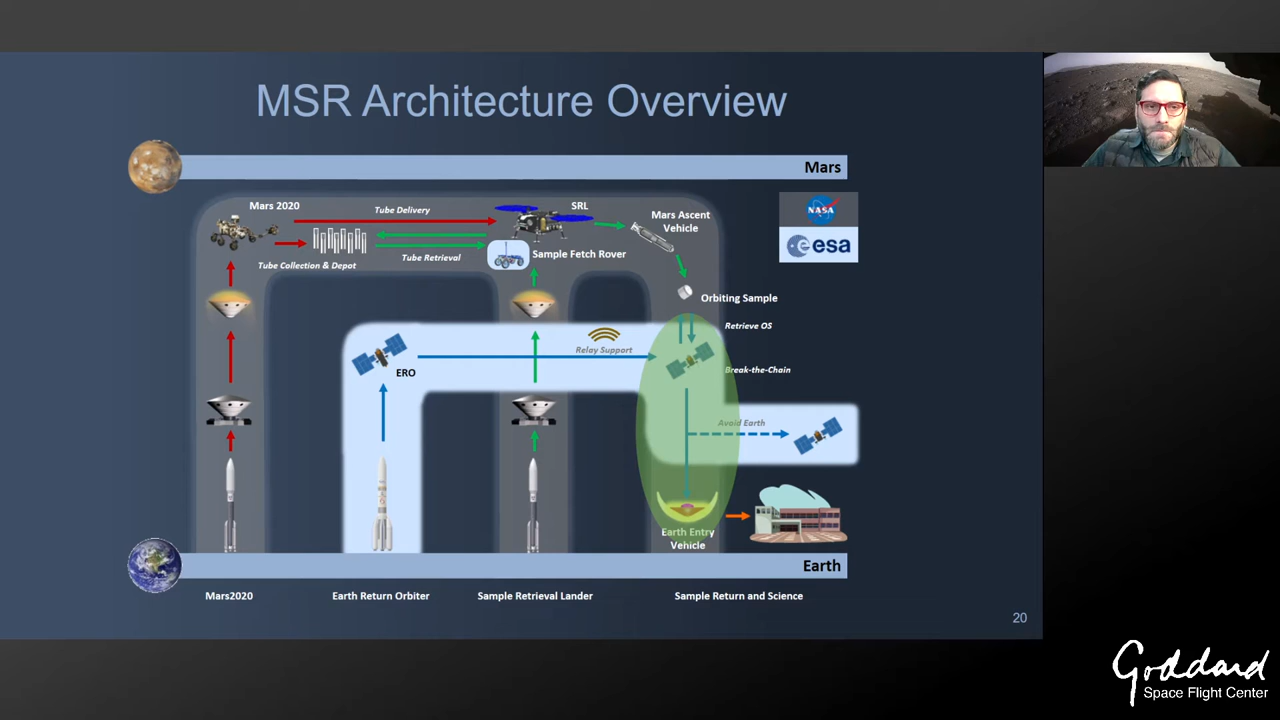 MSR Architecture Overview
Mars
Mars 2020
Tube Delivery
SRL
Mars Ascent
Vehicle
NASA
esa
Tube Collection & Depot
Tube Retrieval
Sample Fetch Rover
Orbiting Sample
Retrieve OS
Relay Support
ERO
Break-the-Chain
Avoid Earth
Earth Entry
Vehicle
Earth
Mars2020
Earth Return Orbiter
Sample Retrieval Lander
Sample Return and Science
20
Goddard
Space Flight Center